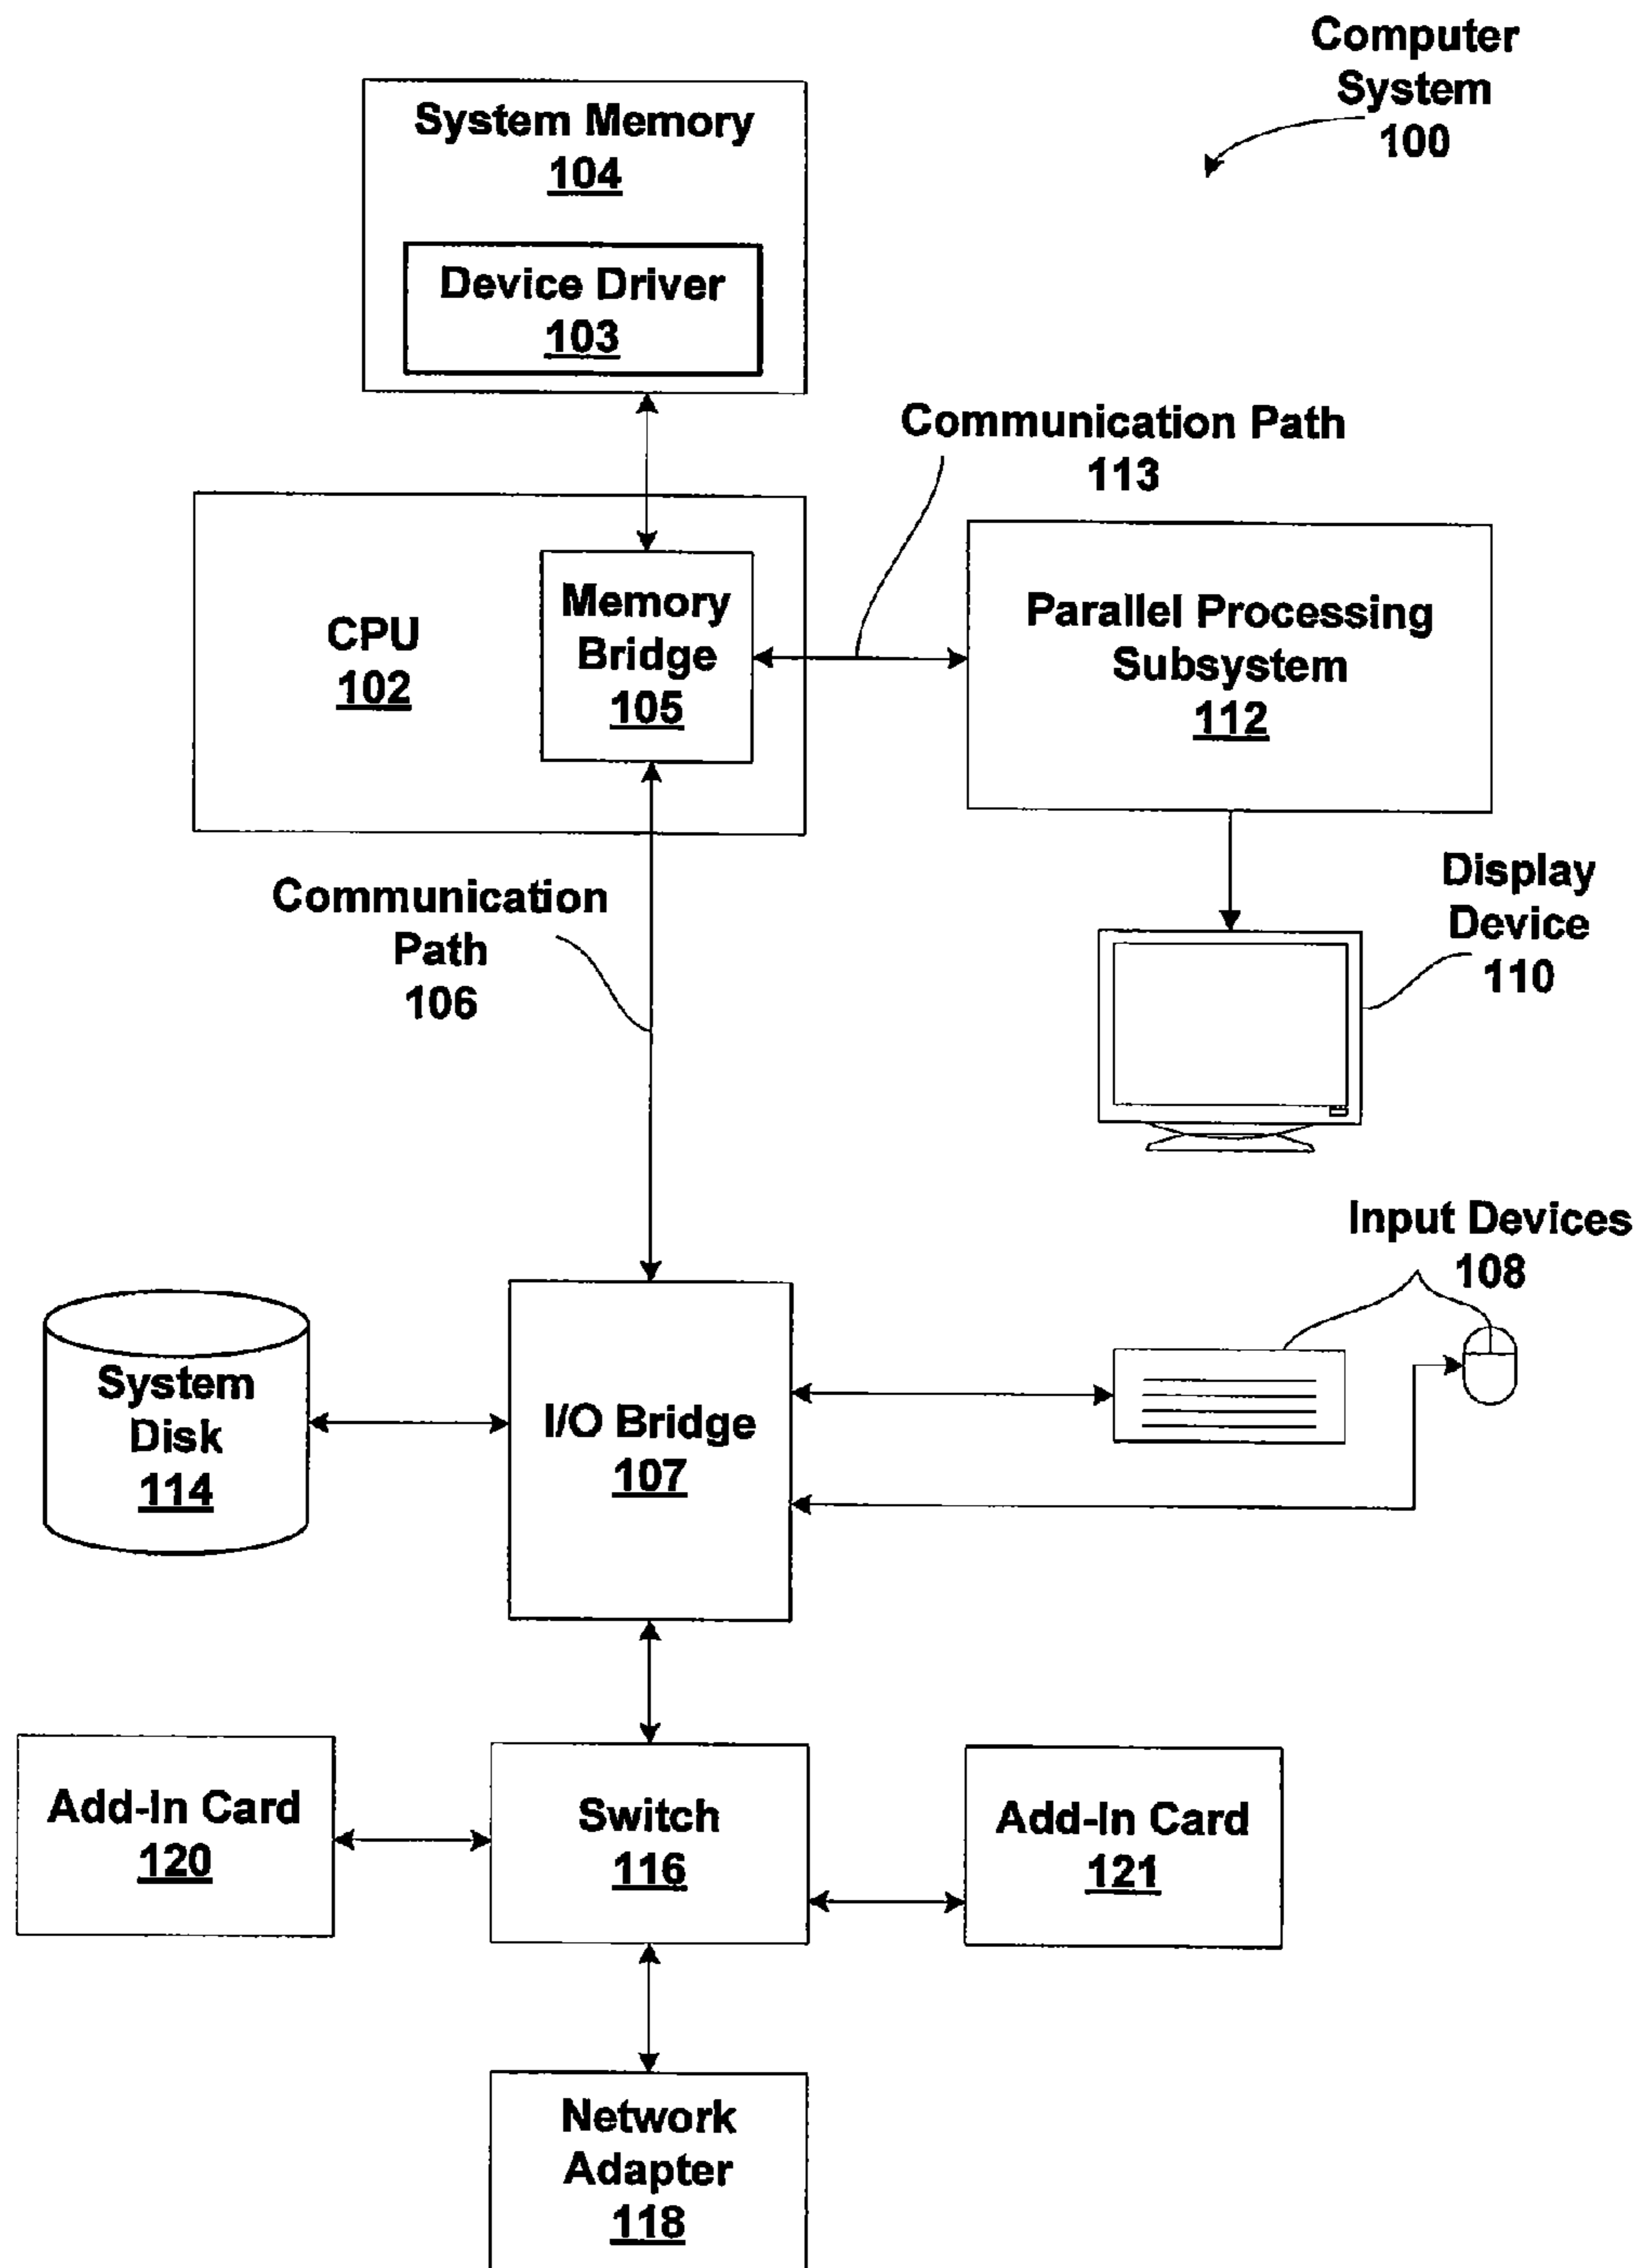 Computer
System
100
System Memory
104
Device Driver
103
Communication Path
113
CPU
102
Memory
Bridge
105
Parallel Processing
Subsystem
112
Communication
Path
106
Display
Device
110
Input Devices
108
System
Disk
114
I/O Bridge
107
Add-In Card
120
Switch
116
Add-In Card
121
Network
Adapter
118